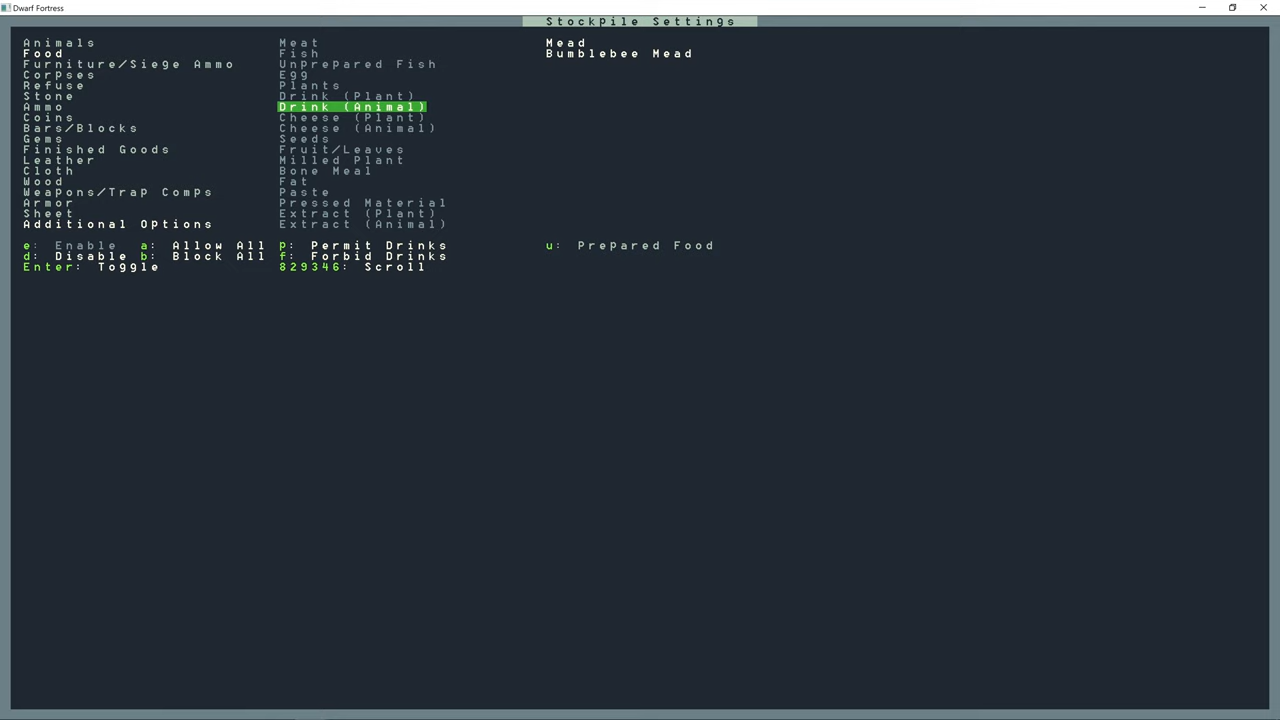 Dwarf Fortress
Stockpile Settings
Animals Meat Mead
Food Fish Bumblebee Mead
Furniture/Siege Ammo Unprepared Fish
Corpses Egg
Refuse Plants
Stone Drink (Plant)
Ammo Drink (Animal)
Coins Cheese (Plant)
Bars/Blocks Cheese (Animal)
Gems Seeds
Finished Goods Fruit/Leaves
Leather Milled Plant
Cloth Bone Meal
Wood Fat
Weapons/Trap Comps Paste
Armor Pressed Material
Sheet Extract (Plant)
Additional Options Extract (Animal)
e: Enable a: Allow All p: Permit Drinks u: Prepared Food
d: Disable b: Block All f: Forbid Drinks
Enter: Toggle 829346: Scroll